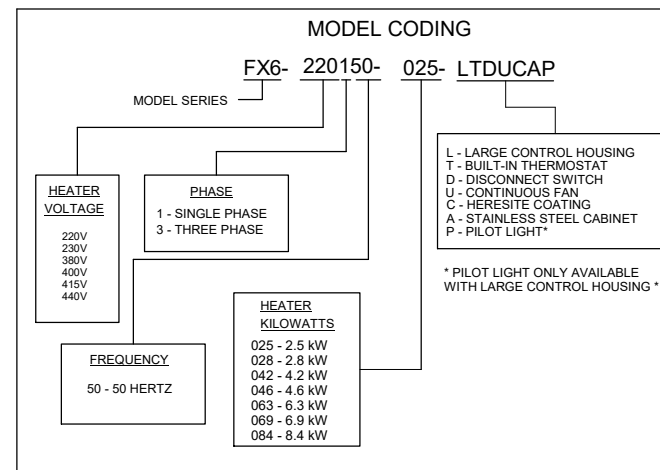 MODEL CODING
FX6- 220150- 025- LTDUCAP
MODEL SERIES
HEATER
VOLTAGE
220V
230V
380V
400V
415V
440V
PHASE
1 - SINGLE PHASE
3 - THREE PHASE
FREQUENCY
50 - 50 HERTZ
HEATER
KILOWATTS
025 - 2.5 kW
028 - 2.8 kW
042 - 4.2 kW
046 - 4.6 kW
063 - 6.3 kW
069 - 6.9 kW
084 - 8.4 kW
L - LARGE CONTROL HOUSING
T - BUILT-IN THERMOSTAT
D - DISCONNECT SWITCH
U - CONTINUOUS FAN
C - HERESITE COATING
A - STAINLESS STEEL CABINET
P - PILOT LIGHT*
* PILOT LIGHT ONLY AVAILABLE
WITH LARGE CONTROL HOUSING *